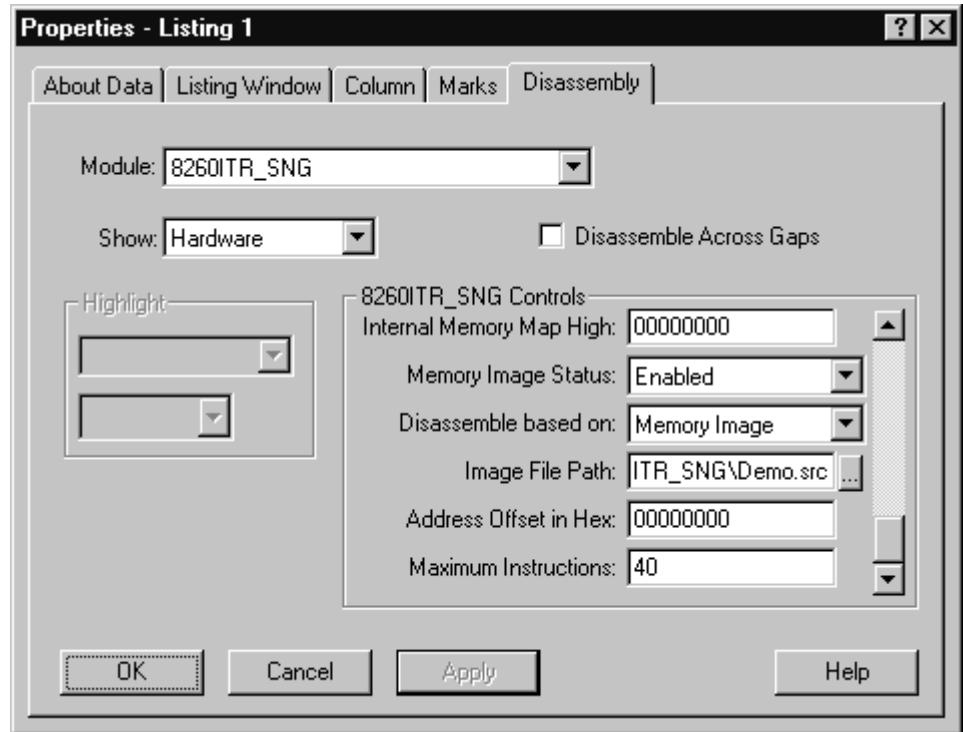 Properties - Listing 1
About Data Listing Window Column Marks Disassembly
Module: 8260ITR_SNG
Show: Hardware Disassemble Across Gaps
Highlight
8260ITR_SNG Controls
Internal Memory Map High: 00000000
Memory Image Status: Enabled
Disassemble based on: Memory Image
Image File Path: ITR_SNG\Demo.src ...
Address Offset in Hex: 00000000
Maximum Instructions: 40
OK Cancel Apply Help